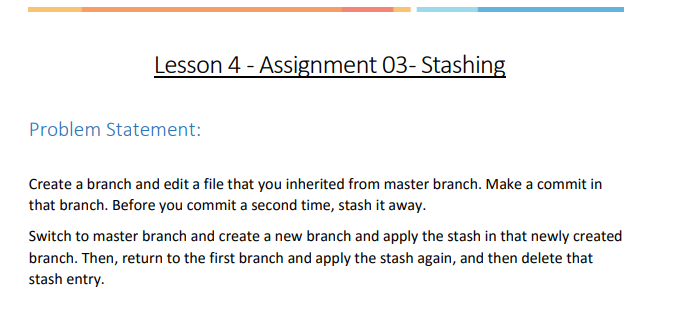 Lesson 4 - Assignment 03- Stashing
Problem Statement:
Create a branch and edit a file that you inherited from master branch. Make a commit in
that branch. Before you commit a second time, stash it away.
Switch to master branch and create a new branch and apply the stash in that newly created
branch. Then, return to the first branch and apply the stash again, and then delete that
stash entry.